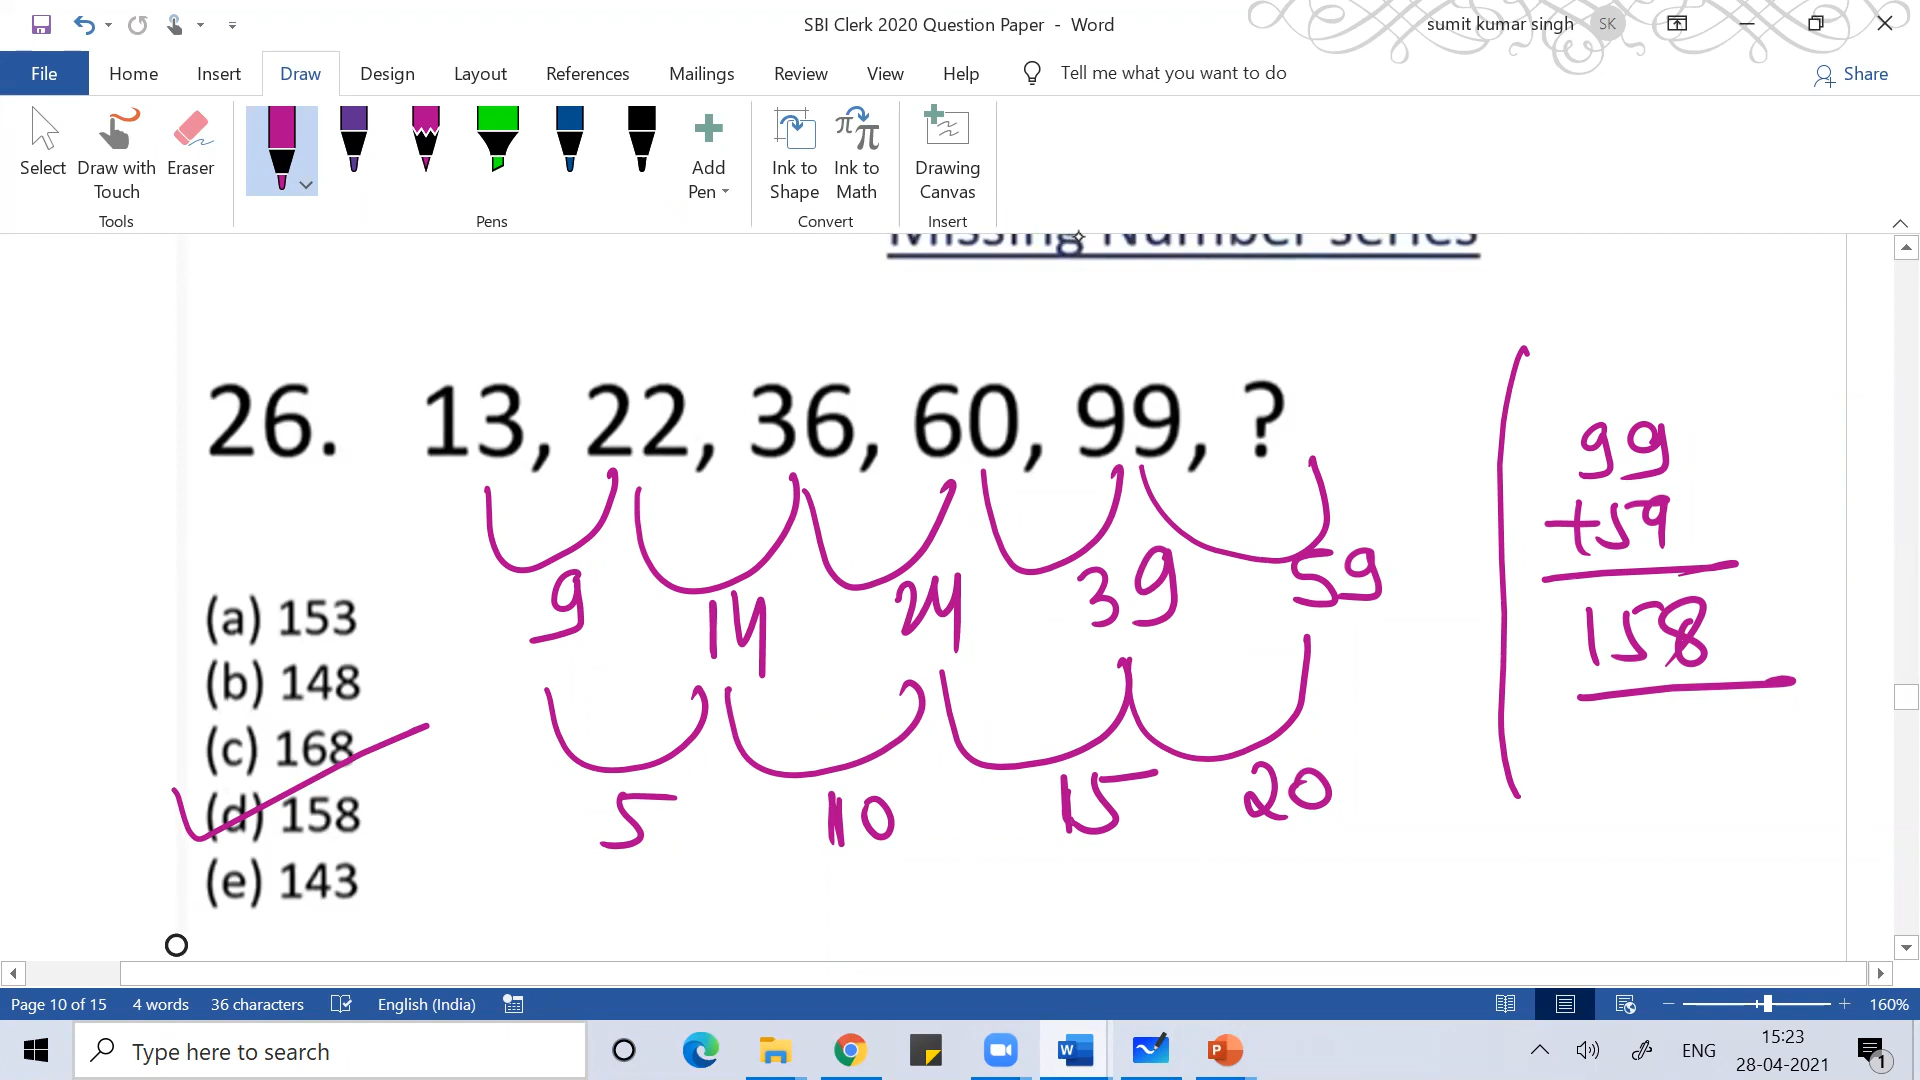 SBI Clerk 2020 Question Paper - Word
sumit kumar singh
SK
File Home Insert Draw Design Layout References Mailings Review View Help Tell me what you want to do
Share
Select
Draw with Touch
Eraser
Add Pen
Ink to Shape
Ink to Math
Drawing Canvas
Tools
Pens
Convert
Insert
Missing Number series
26. 13, 22, 36, 60, 99, ?
9 14 24 39 59
5 10 15 20
(a) 153
(b) 148
(c) 168
(d) 158
(e) 143
99
+59
158
Page 10 of 15 4 words 36 characters English (India)
160%
Type here to search
ENG
15:23
28-04-2021
1